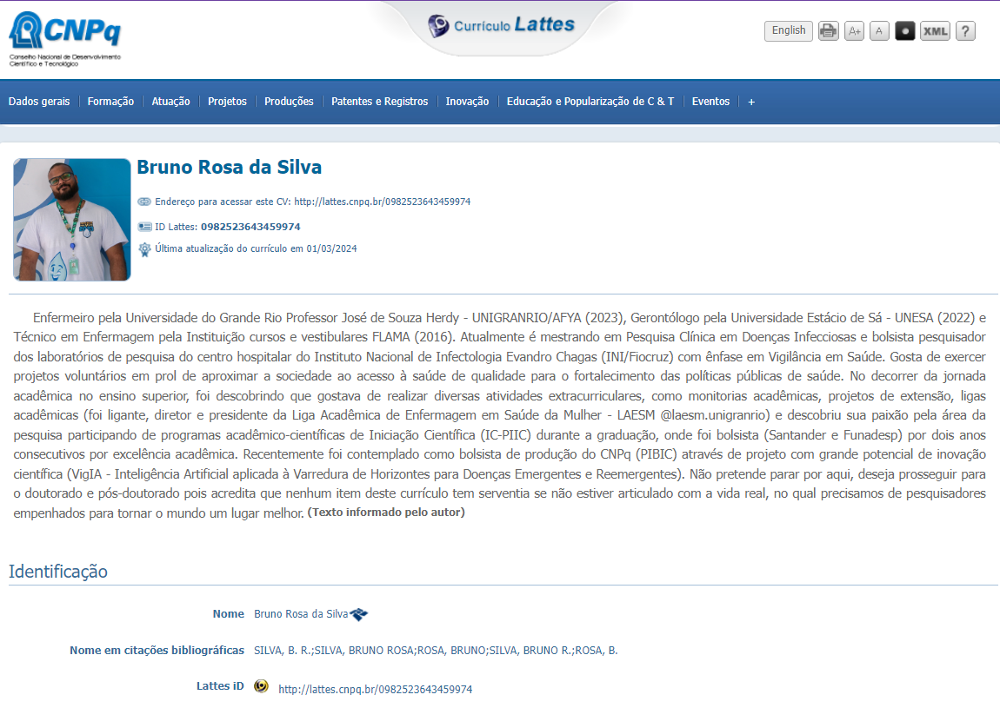 CNPq
Conselho Nacional de Desenvolvimento
Científico e Tecnológico
Currículo Lattes
English
A+
A
XML
?
Dados gerais
Formação
Atuação
Projetos
Produções
Patentes e Registros
Inovação
Educação e Popularização de C & T
Eventos
+
Bruno Rosa da Silva
Endereço para acessar este CV: http://lattes.cnpq.br/0982523643459974
ID Lattes: 0982523643459974
Última atualização do currículo em 01/03/2024
Enfermeiro pela Universidade do Grande Rio Professor José de Souza Herdy - UNIGRANRIO/AFYA (2023), Gerontólogo pela Universidade Estácio de Sá - UNESA (2022) e
Técnico em Enfermagem pela Instituição cursos e vestibulares FLAMA (2016). Atualmente é mestrando em Pesquisa Clínica em Doenças Infecciosas e bolsista pesquisador
dos laboratórios de pesquisa do centro hospitalar do Instituto Nacional de Infectologia Evandro Chagas (INI/Fiocruz) com ênfase em Vigilância em Saúde. Gosta de exercer
projetos voluntários em prol de aproximar a sociedade ao acesso à saúde de qualidade para o fortalecimento das políticas públicas de saúde. No decorrer da jornada
acadêmica no ensino superior, foi descobrindo que gostava de realizar diversas atividades extracurriculares, como monitorias acadêmicas, projetos de extensão, ligas
acadêmicas (foi ligante, diretor e presidente da Liga Acadêmica de Enfermagem em Saúde da Mulher - LAESM @laesm.unigranrio) e descobriu sua paixão pela área da
pesquisa participando de programas acadêmico-científicas de Iniciação Científica (IC-PIIC) durante a graduação, onde foi bolsista (Santander e Funadesp) por dois anos
consecutivos por excelência acadêmica. Recentemente foi contemplado como bolsista de produção do CNPq (PIBIC) através de projeto com grande potencial de inovação
científica (VigIA - Inteligência Artificial aplicada à Varredura de Horizontes para Doenças Emergentes e Reemergentes). Não pretende parar por aqui, deseja prosseguir para
o doutorado e pós-doutorado pois acredita que nenhum item deste currículo tem serventia se não estiver articulado com a vida real, no qual precisamos de pesquisadores
empenhados para tornar o mundo um lugar melhor. (Texto informado pelo autor)
Identificação
Nome Bruno Rosa da Silva
Nome em citações bibliográficas SILVA, B. R.;SILVA, BRUNO ROSA;ROSA, BRUNO;SILVA, BRUNO R.;ROSA, B.
Lattes iD http://lattes.cnpq.br/0982523643459974